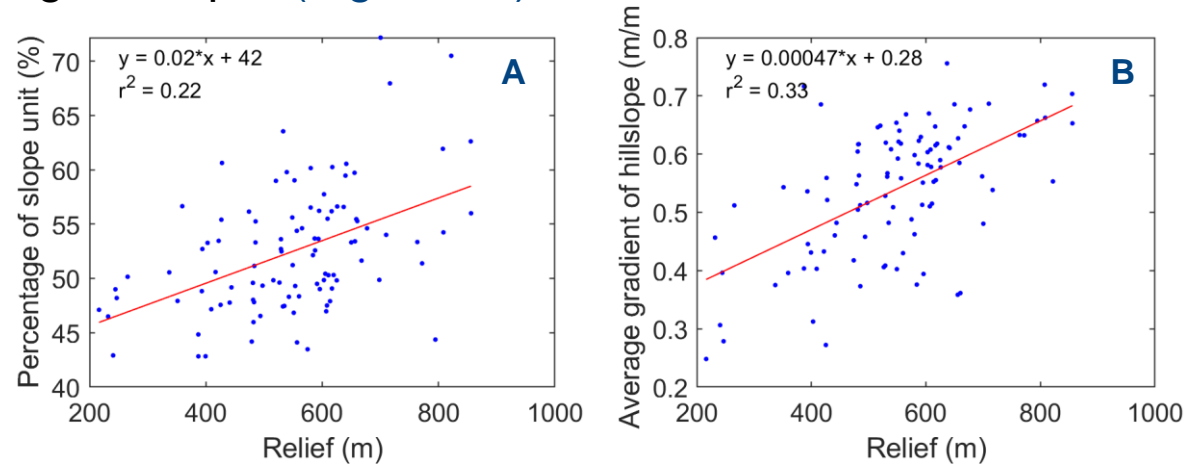 y = 0.02*x + 42
r² = 0.22
A
Percentage of slope unit (%)
70
65
60
55
50
45
40
200 400 600 800 1000
Relief (m)
y = 0.00047*x + 0.28
r² = 0.33
B
Average gradient of hillslope (m/m
0.8
0.7
0.6
0.5
0.4
0.3
0.2
200 400 600 800 1000
Relief (m)